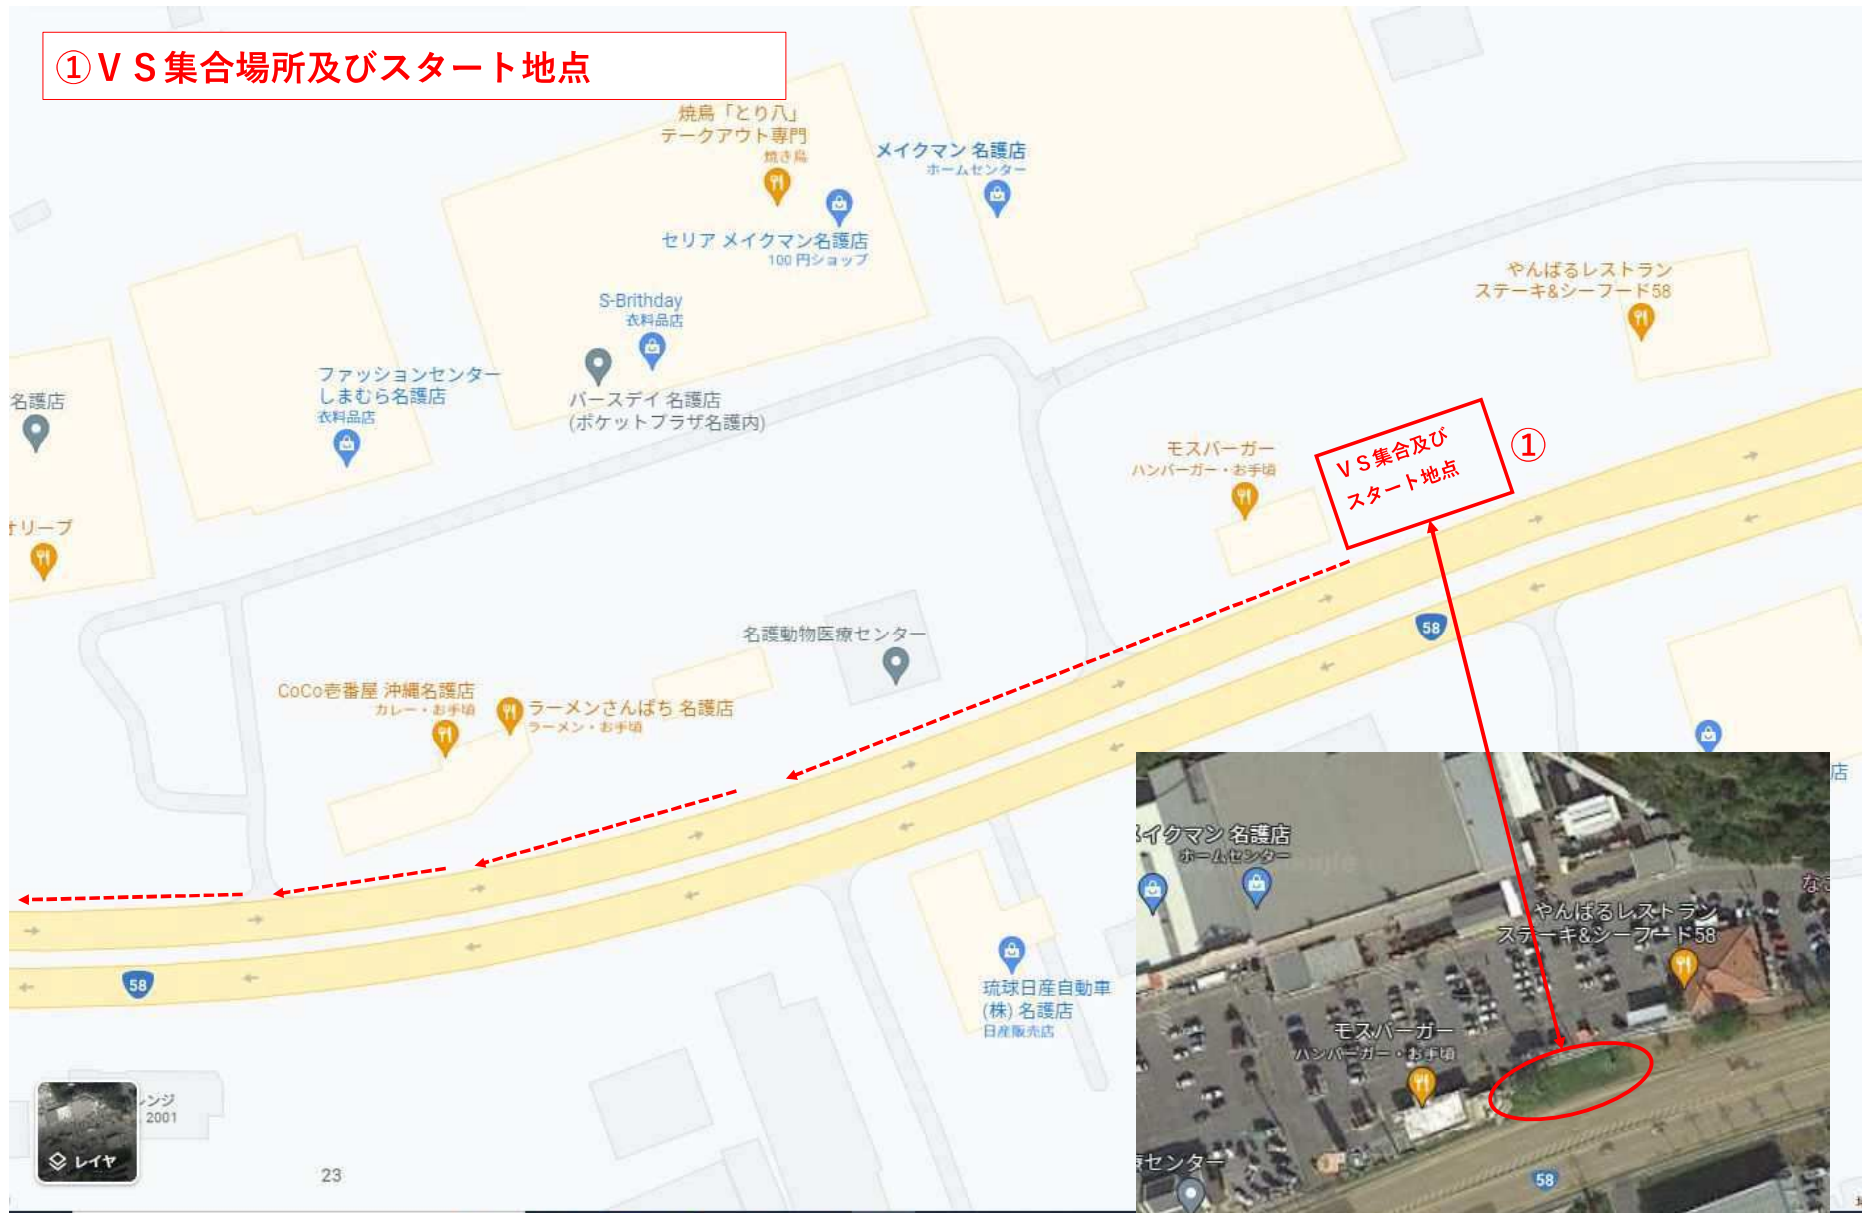 ①ＶＳ集合場所及びスタート地点
焼鳥「とり八」
テークアウト専門
焼き鳥
メイクマン 名護店
ホームセンター
セリア メイクマン名護店
100 円ショップ
やんばるレストラン
ステーキ&シーフード58
S-Brithday
衣料品店
ファッションセンター
しまむら名護店
衣料品店
バースデイ 名護店
(ポケットプラザ名護内)
名護店
モスバーガー
ハンバーガー・お手頃
ＶＳ集合及び
スタート地点
①
オリーブ
58
名護動物医療センター
CoCo壱番屋 沖縄名護店
カレー・お手頃
ラーメンさんぱち 名護店
ラーメン・お手頃
店
58
琉球日産自動車
(株) 名護店
日産販売店
レンジ
2001
レイヤ
23
メイクマン 名護店
ホームセンター
なご
やんばるレストラン
ステーキ&シーフード58
モスバーガー
ハンバーガー・お手頃
センター
58